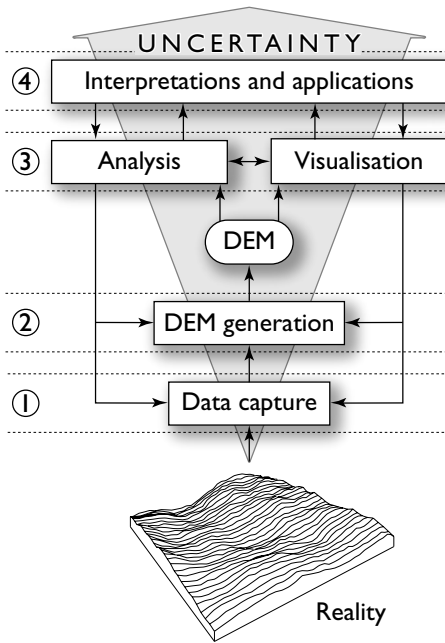 UNCERTAINTY
④ Interpretations and applications
③ Analysis Visualisation
DEM
② DEM generation
① Data capture
Reality